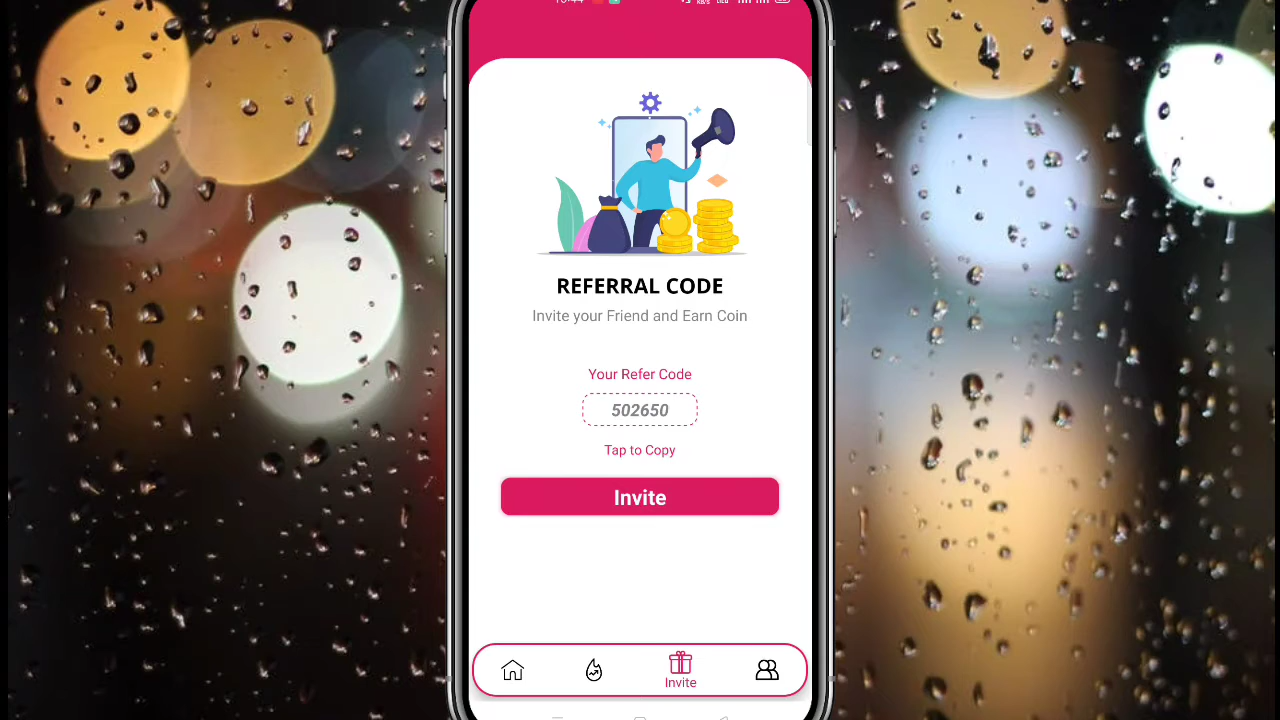 REFERRAL CODE
Invite your Friend and Earn Coin
Your Refer Code
502650
Tap to Copy
Invite
Invite